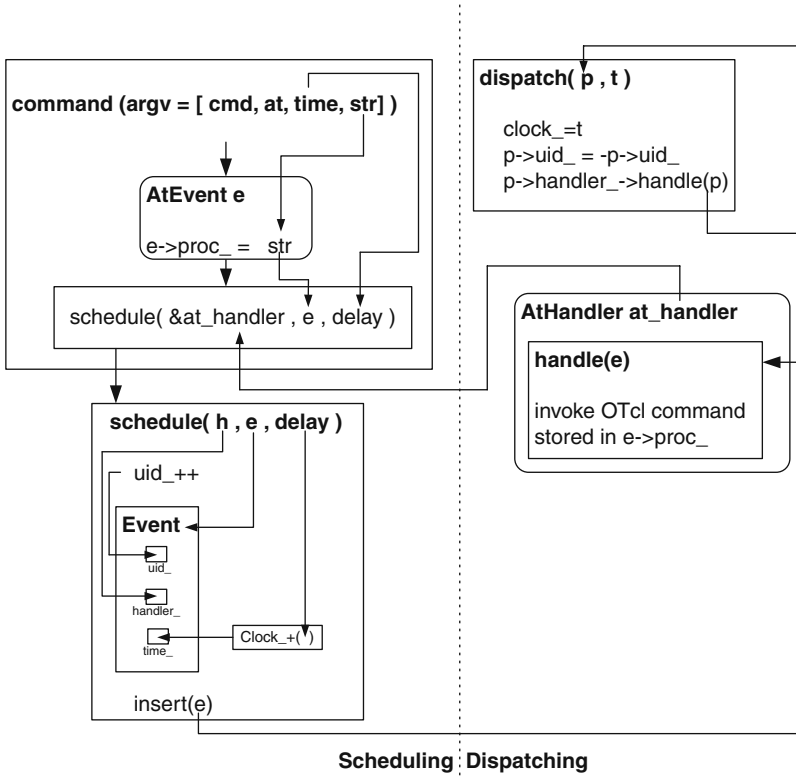 command (argv = [ cmd, at, time, str] )
AtEvent e
e->proc_ = str
schedule( &at_handler , e , delay )
schedule( h , e , delay )
uid_++
Event
uid_
handler_
time_
Clock_+( )
insert(e)
dispatch( p , t )
clock_=t
p->uid_ = -p->uid_
p->handler_->handle(p)
AtHandler at_handler
handle(e)
invoke OTcl command
stored in e->proc_
Scheduling
Dispatching